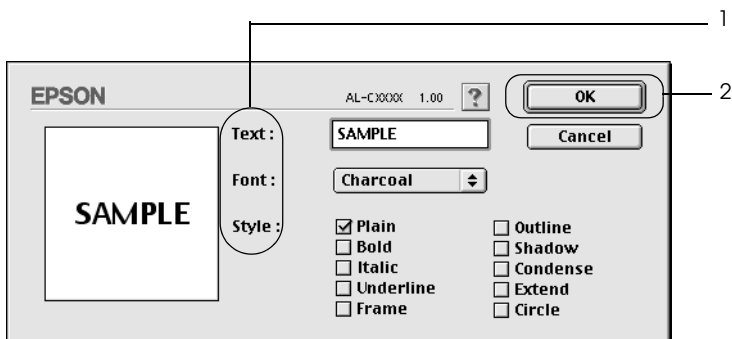 1
EPSON
AL-CXXXX 1.00 ?
OK
2
Text :
SAMPLE
Cancel
Font :
Charcoal
SAMPLE
Style :
Plain
Outline
Bold
Shadow
Italic
Condense
Underline
Extend
Frame
Circle